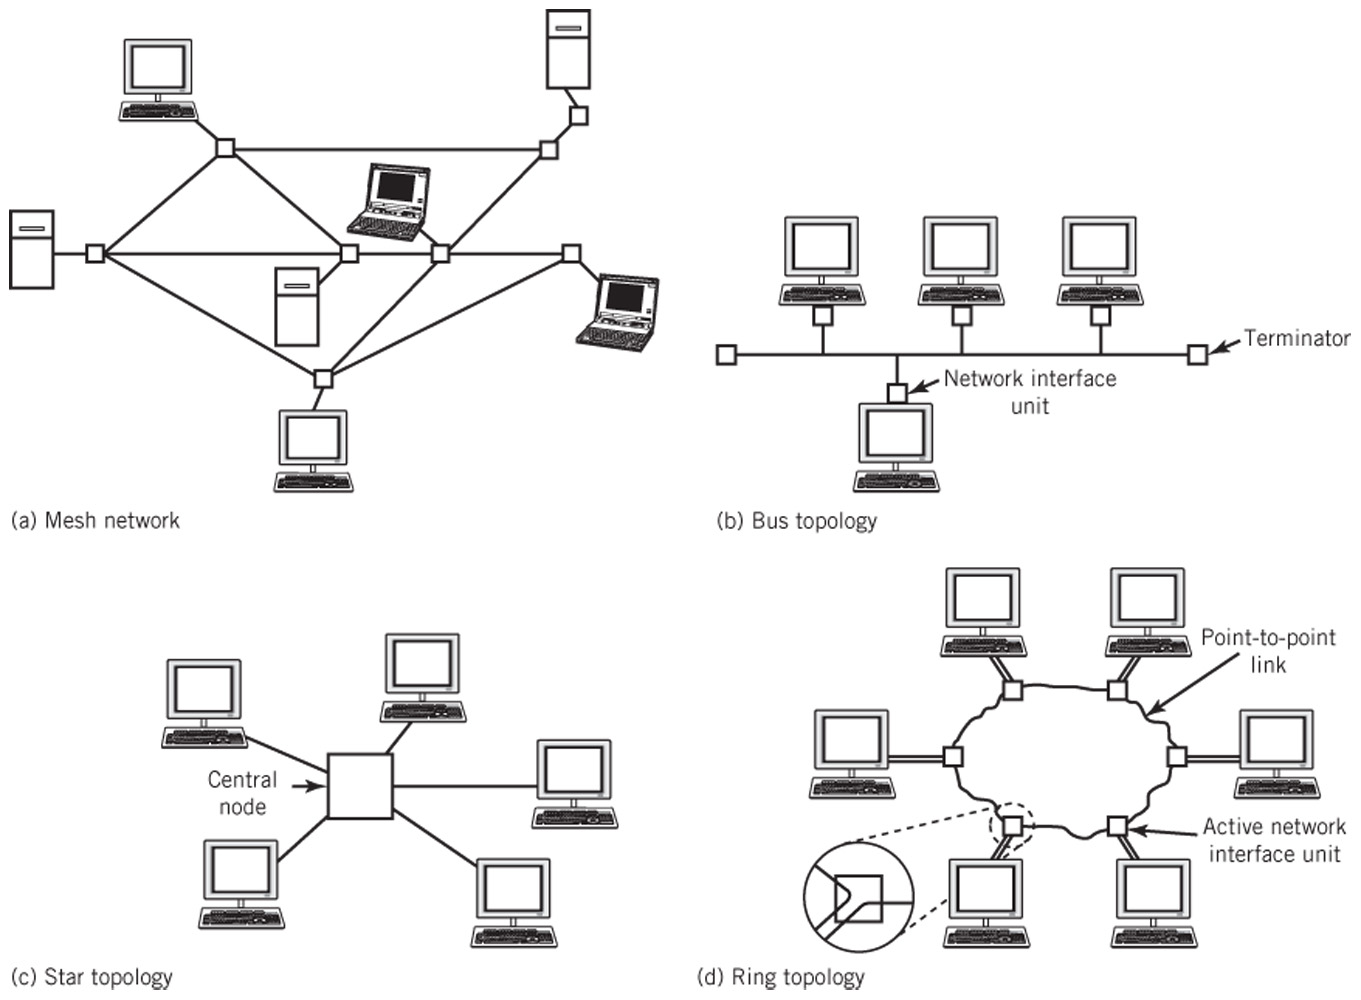 (a) Mesh network
Terminator
Network interface
unit
(b) Bus topology
Central
node
(c) Star topology
Point-to-point
link
Active network
interface unit
(d) Ring topology